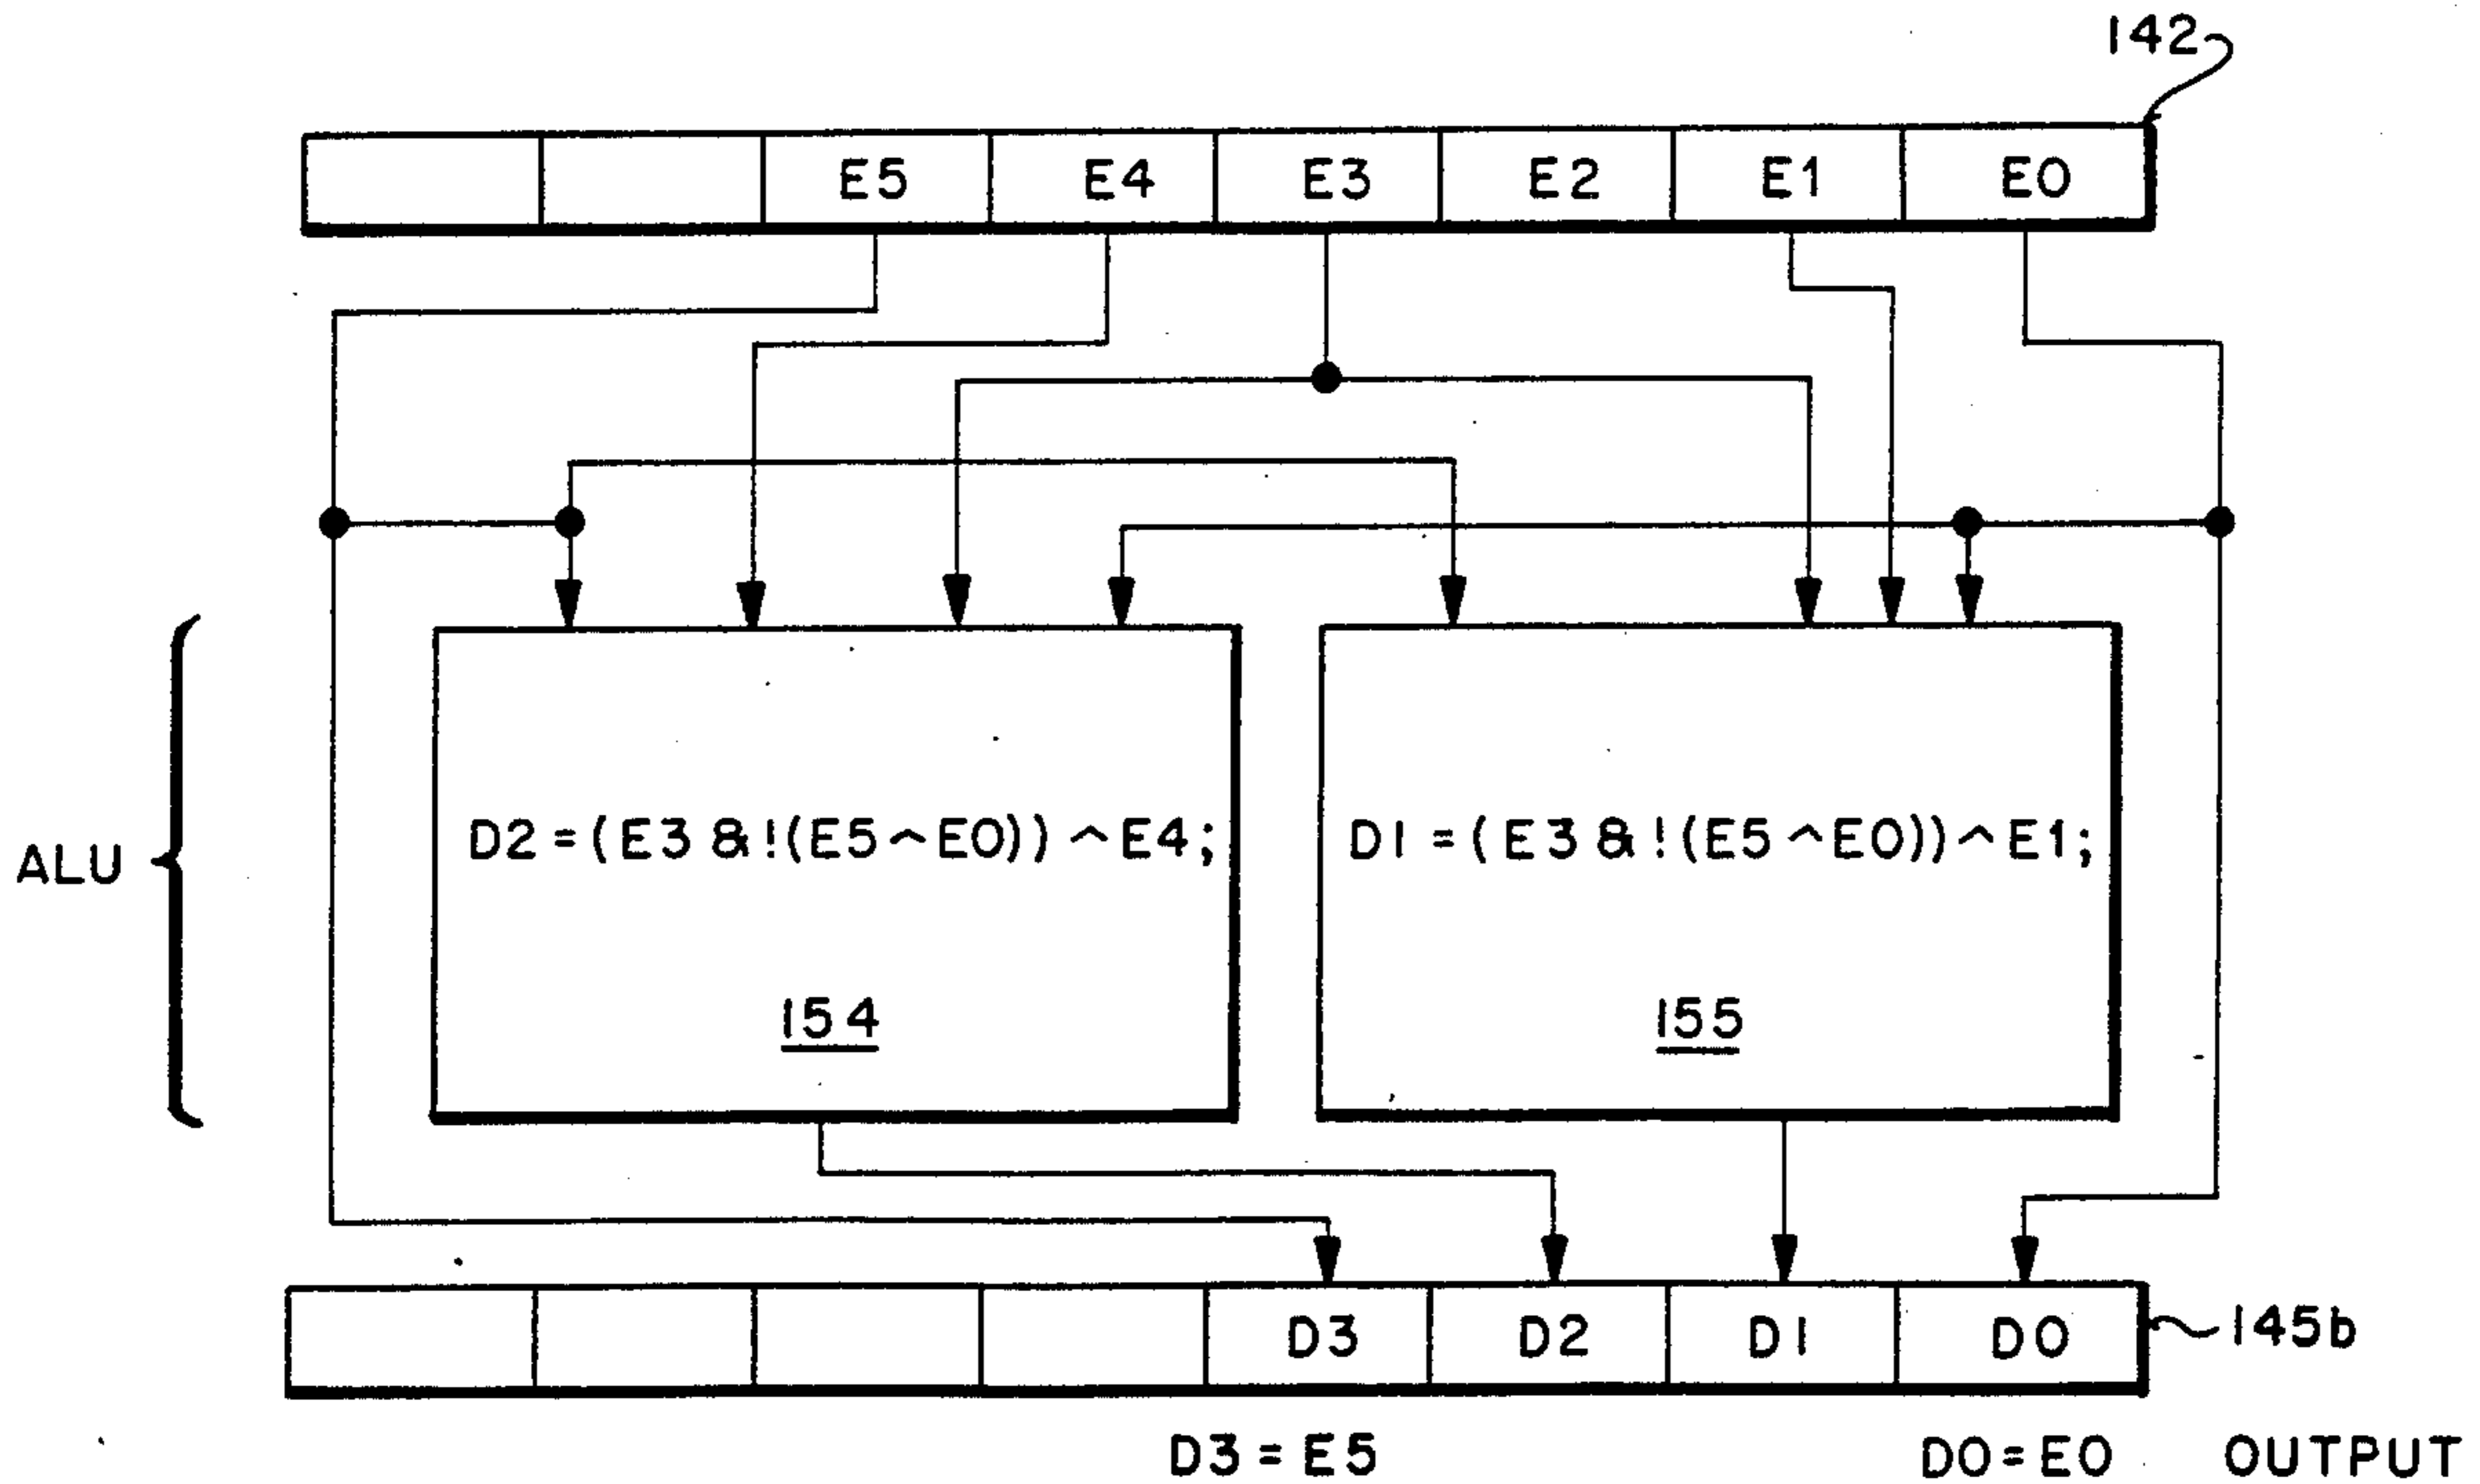 142
E5 E4 E3 E2 E1 E0
ALU
D2=(E3&!(E5^E0))^E4;
D1=(E3&!(E5^E0))^E1;
154
155
D3 D2 D1 D0
145b
D3=E5 D0=E0 OUTPUT